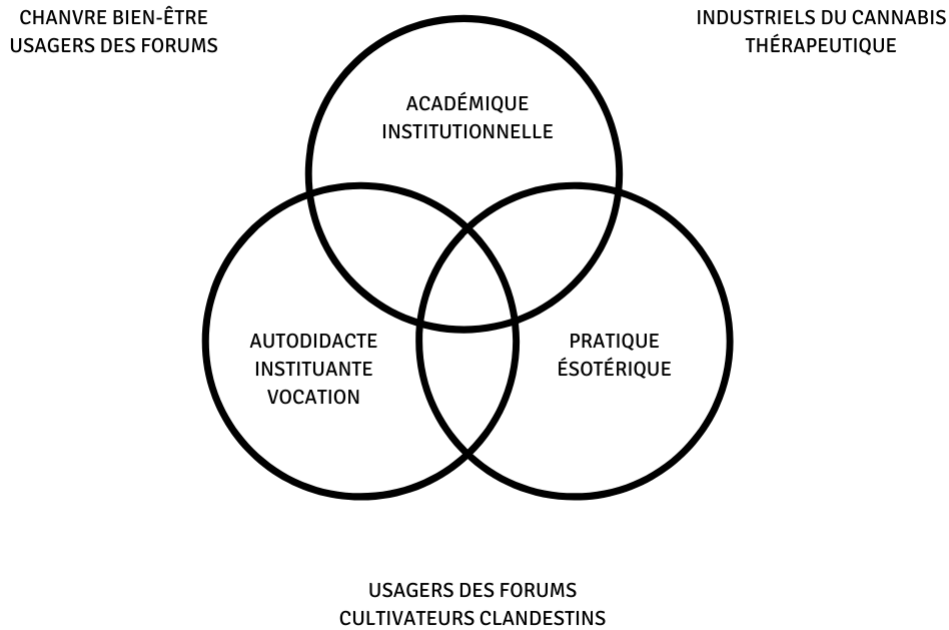 CHANVRE BIEN-ÊTRE
USAGERS DES FORUMS
INDUSTRIELS DU CANNABIS
THÉRAPEUTIQUE
ACADÉMIQUE
INSTITUTIONNELLE
AUTODIDACTE
INSTITUANTE
VOCATION
PRATIQUE
ÉSOTÉRIQUE
USAGERS DES FORUMS
CULTIVATEURS CLANDESTINS